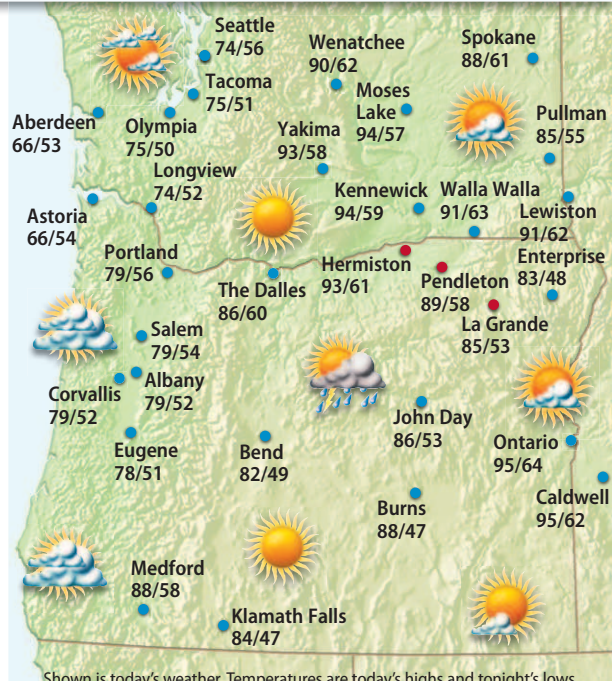 Seattle
74/56
Wenatchee
90/62
Spokane
88/61
Tacoma
75/51
Moses
Lake
94/57
Aberdeen
66/53
Olympia
75/50
Yakima
93/58
Pullman
85/55
Longview
74/52
Kennewick
94/59
Walla Walla
91/63
Lewiston
91/62
Astoria
66/54
Portland
79/56
The Dalles
86/60
Hermiston
93/61
Pendleton
89/58
Enterprise
83/48
La Grande
85/53
Salem
79/54
Corvallis
79/52
Albany
79/52
John Day
86/53
Eugene
78/51
Bend
82/49
Ontario
95/64
Burns
88/47
Caldwell
95/62
Medford
88/58
Klamath Falls
84/47
Shown is today's weather. Temperatures are today's highs and tonight's lows.